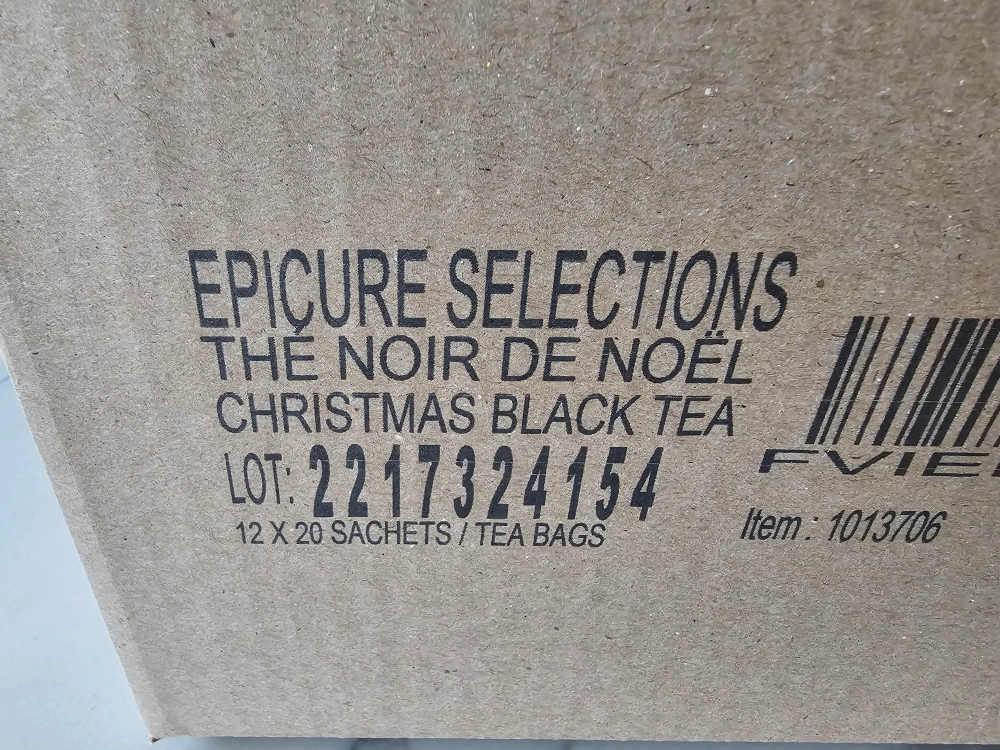 EPICURE SELECTIONS
THÉ NOIR DE NOËL
CHRISTMAS BLACK TEA
LOT: 2217324154
12 X 20 SACHETS / TEA BAGS
Item : 1013706